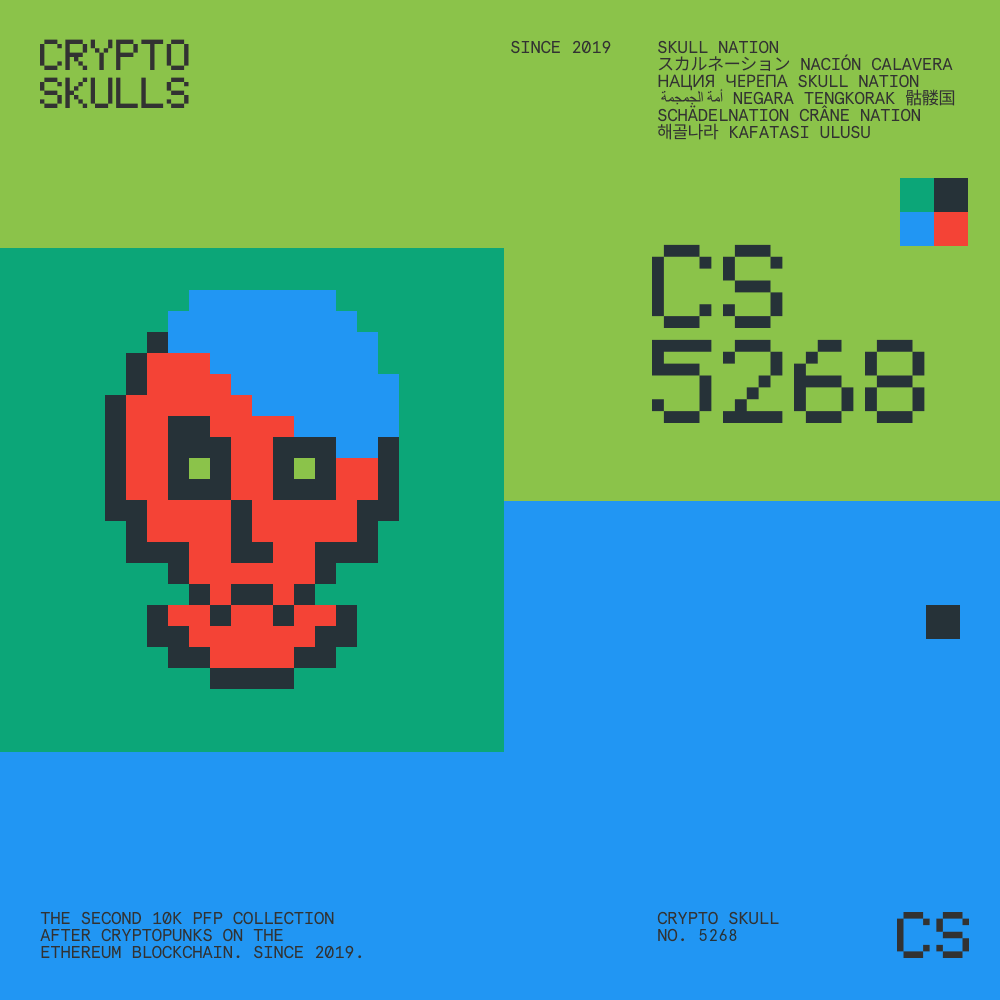 CRYPTO
SKULLS
SINCE 2019
SKULL NATION
スカルネーション NACIÓN CALAVERA
НАЦИЯ ЧЕРЕПА SKULL NATION
أمة الجمجمة NEGARA TENGKORAK 骷髅国
SCHÄDELNATION CRÂNE NATION
해골나라 KAFATASI ULUSU
CS
5268
THE SECOND 10K PFP COLLECTION
AFTER CRYPTOPUNKS ON THE
ETHEREUM BLOCKCHAIN. SINCE 2019.
CRYPTO SKULL
NO. 5268
CS